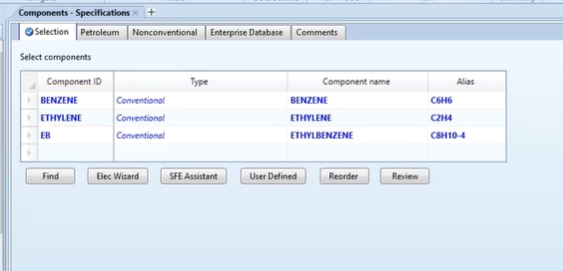 Components - Specifications × +
Selection Petroleum Nonconventional Enterprise Database Comments
Select components
Component ID Type Component name Alias
BENZENE Conventional BENZENE C6H6
ETHYLENE Conventional ETHYLENE C2H4
EB Conventional ETHYLBENZENE C8H10-4
Find Elec Wizard SFE Assistant User Defined Reorder Review